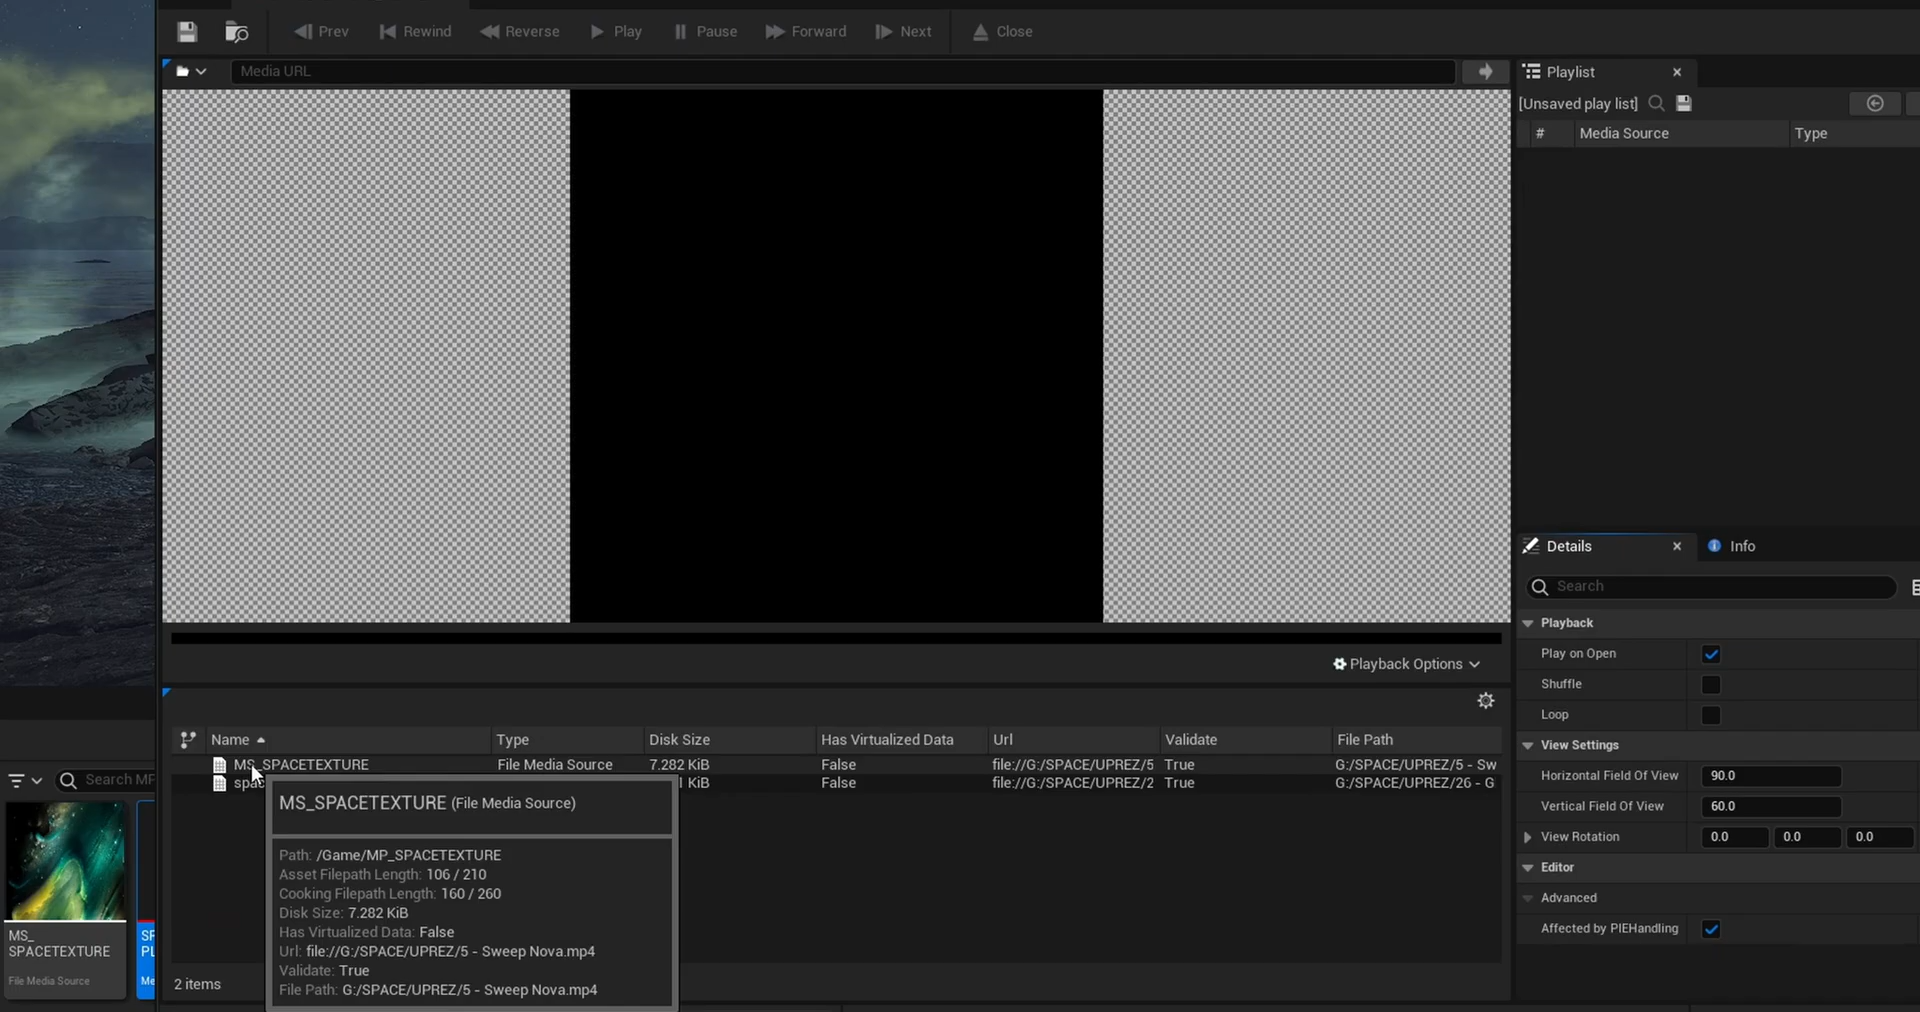 Prev
Rewind
Reverse
Play
Pause
Forward
Next
Close
Media URL
Playlist
[Unsaved play list]
# Media Source Type
Playback Options
Details
Info
Search
Playback
Play on Open
Shuffle
Loop
View Settings
Horizontal Field Of View 90.0
Vertical Field Of View 60.0
View Rotation 0.0 0.0 0.0
Editor
Advanced
Affected by PIEHandling
Name Type Disk Size Has Virtualized Data Url Validate File Path
MS_SPACETEXTURE File Media Source 7.282 KiB False file://G:/SPACE/UPREZ/5 True G:/SPACE/UPREZ/5 - Sw
KiB False file://G:/SPACE/UPREZ/2 True G:/SPACE/UPREZ/26 - G
MS_SPACETEXTURE (File Media Source)
Path: /Game/MP_SPACETEXTURE
Asset Filepath Length: 106 / 210
Cooking Filepath Length: 160 / 260
Disk Size: 7.282 KiB
Has Virtualized Data: False
Url: file://G:/SPACE/UPREZ/5 - Sweep Nova.mp4
Validate: True
File Path: G:/SPACE/UPREZ/5 - Sweep Nova.mp4
2 items
Search MP
MS_
SPACETEXTURE
File Media Source